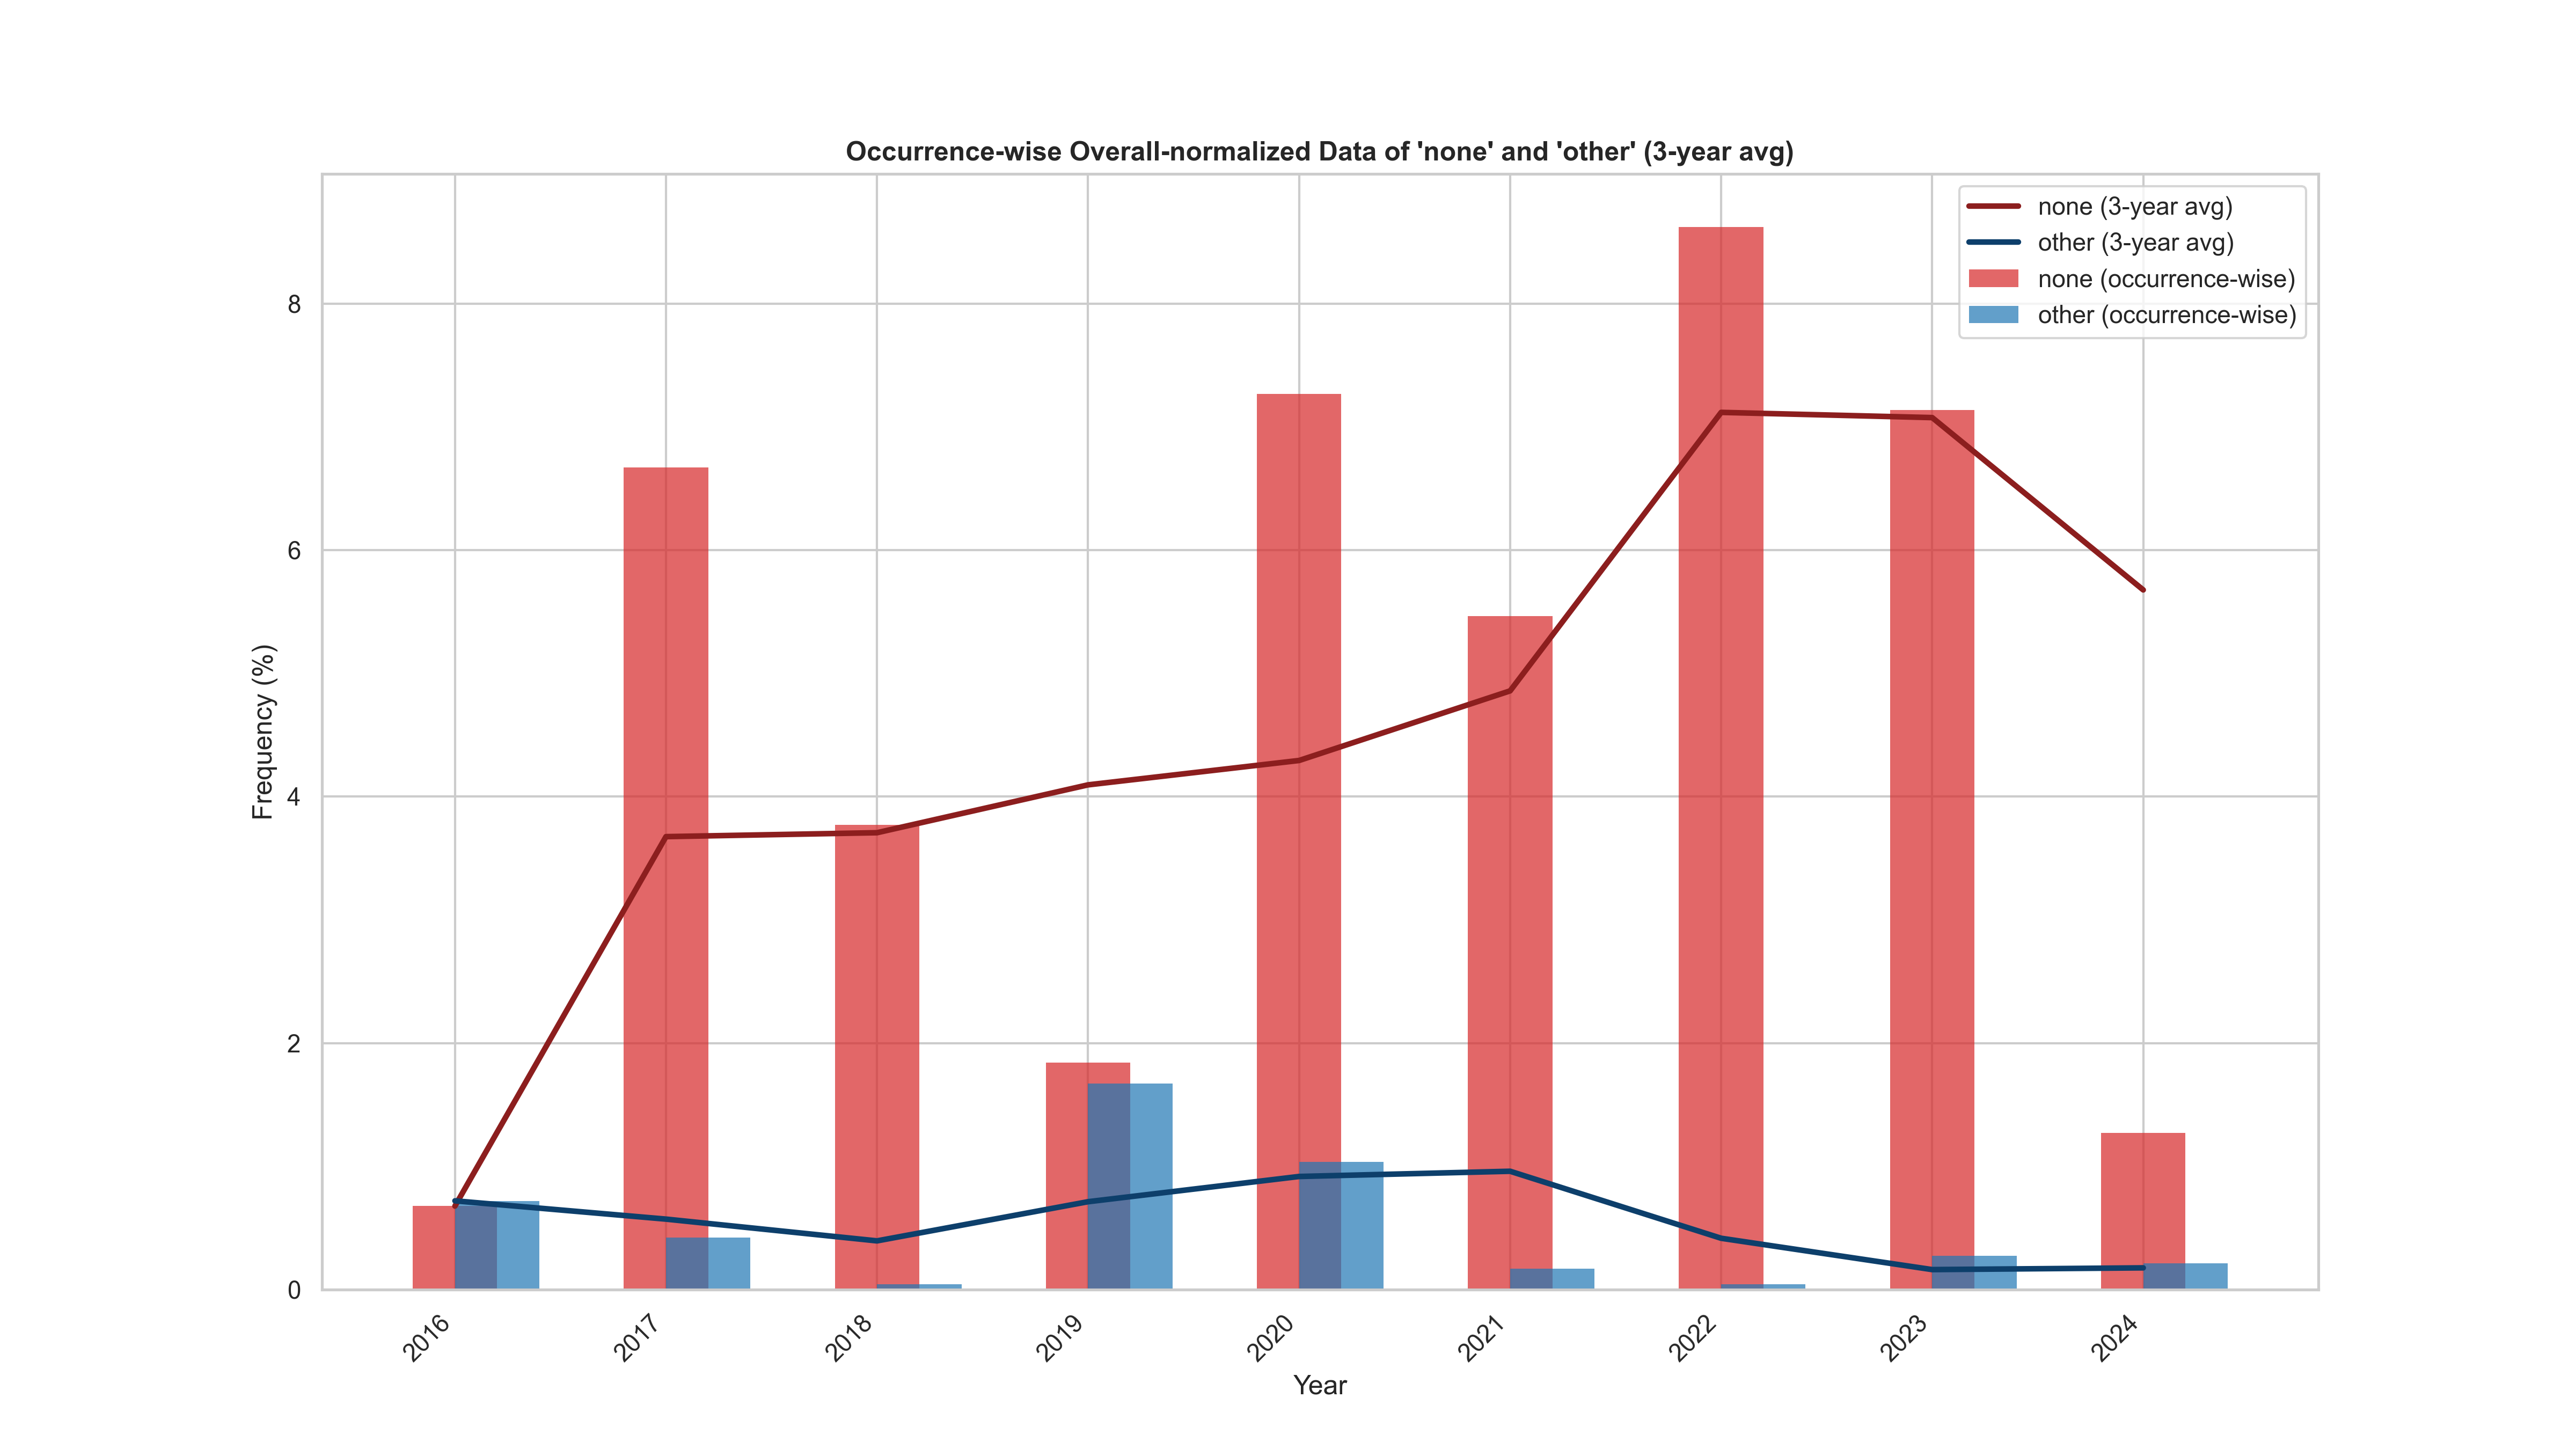 Occurrence-wise Overall-normalized Data of 'none' and 'other' (3-year avg)
none (3-year avg)
other (3-year avg)
none (occurrence-wise)
other (occurrence-wise)
Frequency (%)
8
6
4
2
0
2016
2017
2018
2019
2020
2021
2022
2023
2024
Year